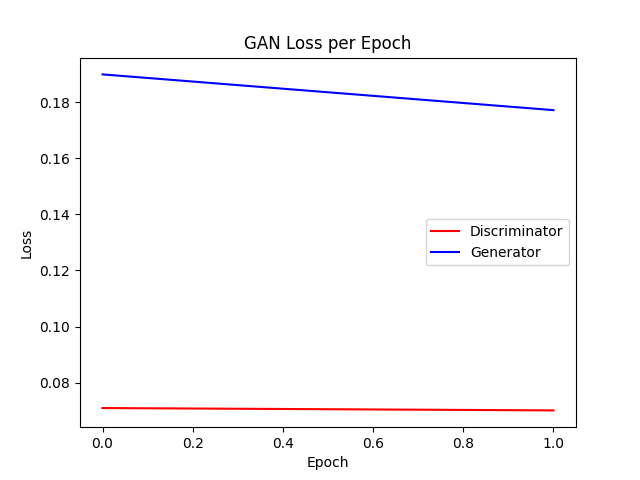 GAN Loss per Epoch
0.18
0.16
0.14
0.12
0.10
0.08
Loss
Discriminator
Generator
0.0 0.2 0.4 0.6 0.8 1.0
Epoch